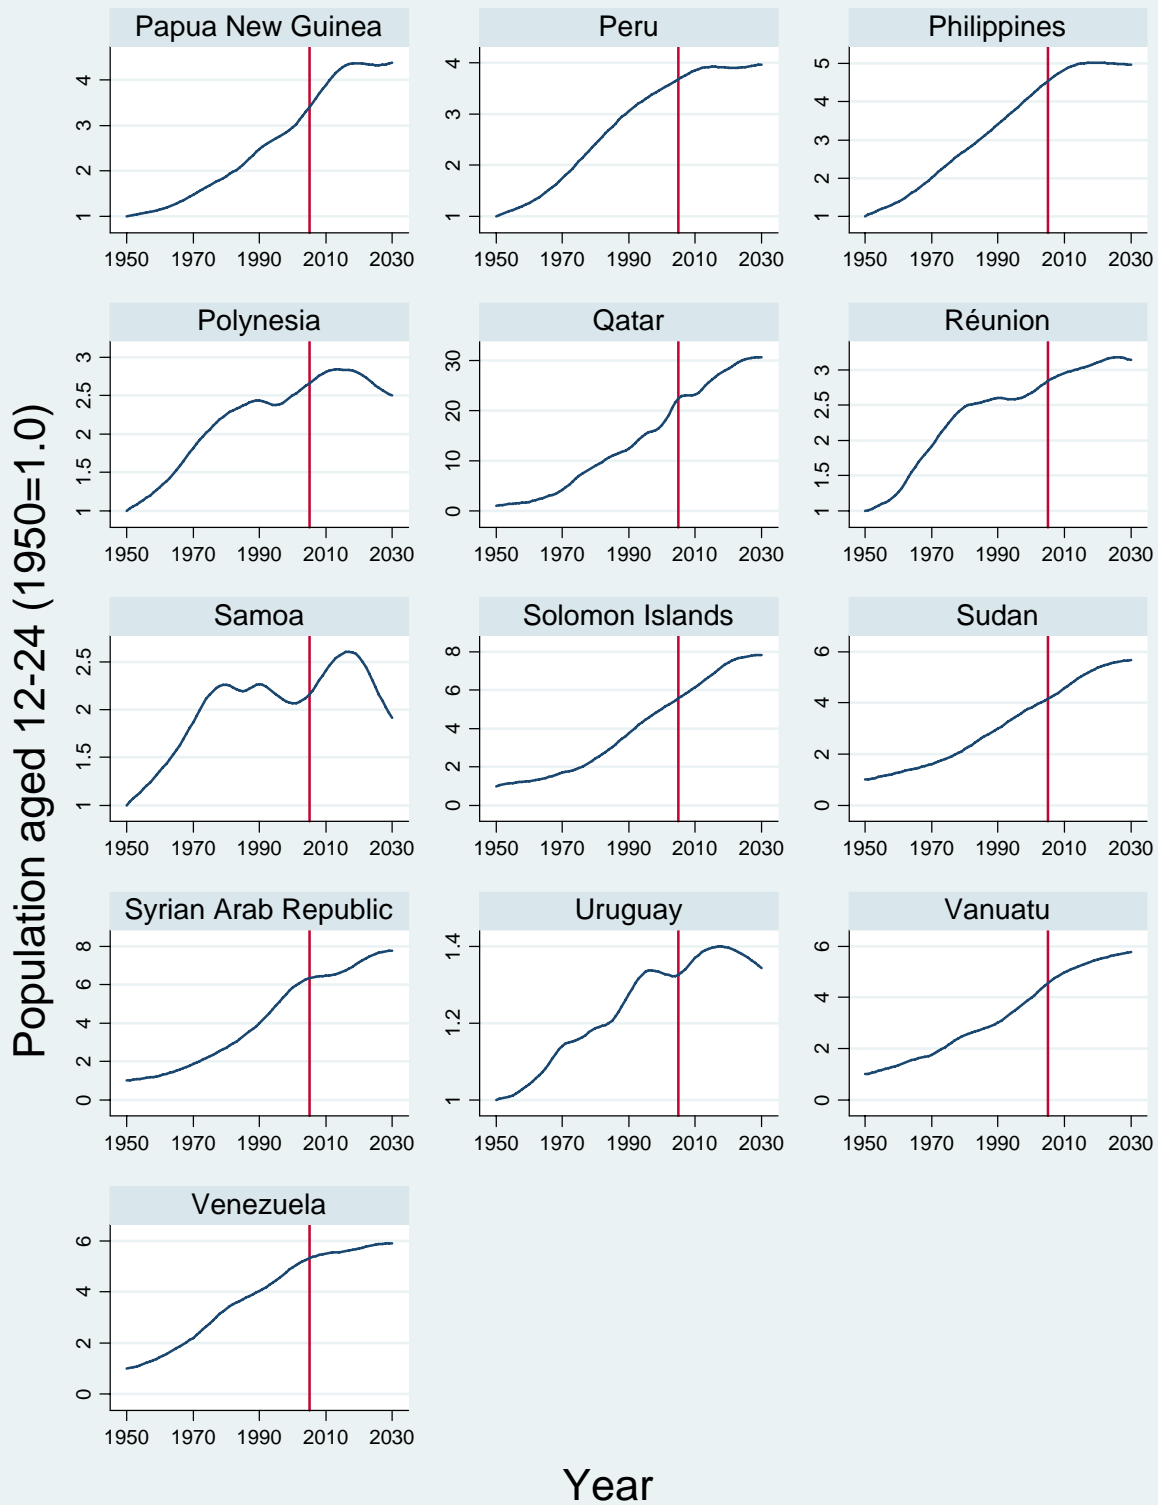 Population aged 12-24 (1950=1.0)
Papua New Guinea
4
3
2
1
1950 1970 1990 2010 2030
Peru
4
3
2
1
1950 1970 1990 2010 2030
Philippines
5
4
3
2
1
1950 1970 1990 2010 2030
Polynesia
3
2.5
2
1.5
1
1950 1970 1990 2010 2030
Qatar
30
20
10
0
1950 1970 1990 2010 2030
Réunion
3
2.5
2
1.5
1
1950 1970 1990 2010 2030
Samoa
2.5
2
1.5
1
1950 1970 1990 2010 2030
Solomon Islands
8
6
4
2
0
1950 1970 1990 2010 2030
Sudan
6
4
2
0
1950 1970 1990 2010 2030
Syrian Arab Republic
8
6
4
2
0
1950 1970 1990 2010 2030
Uruguay
1.4
1.2
1
1950 1970 1990 2010 2030
Vanuatu
6
4
2
0
1950 1970 1990 2010 2030
Venezuela
6
4
2
0
1950 1970 1990 2010 2030
Year